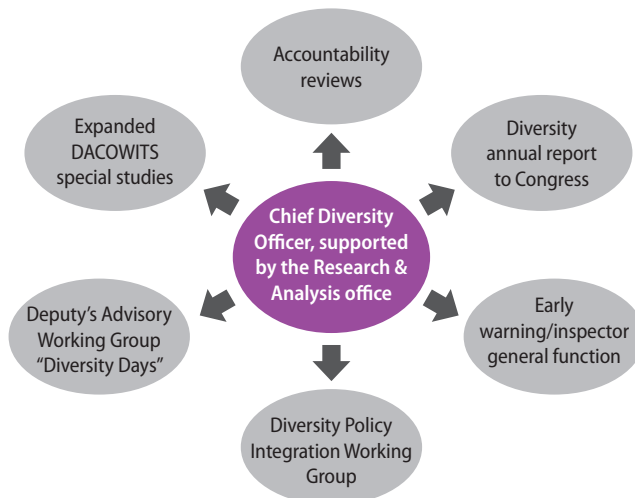 Accountability
reviews
Expanded
DACOWITS
special studies
Diversity
annual report
to Congress
Chief Diversity
Officer, supported
by the Research &
Analysis office
Deputy's Advisory
Working Group
“Diversity Days”
Early
warning/inspector
general function
Diversity Policy
Integration Working
Group